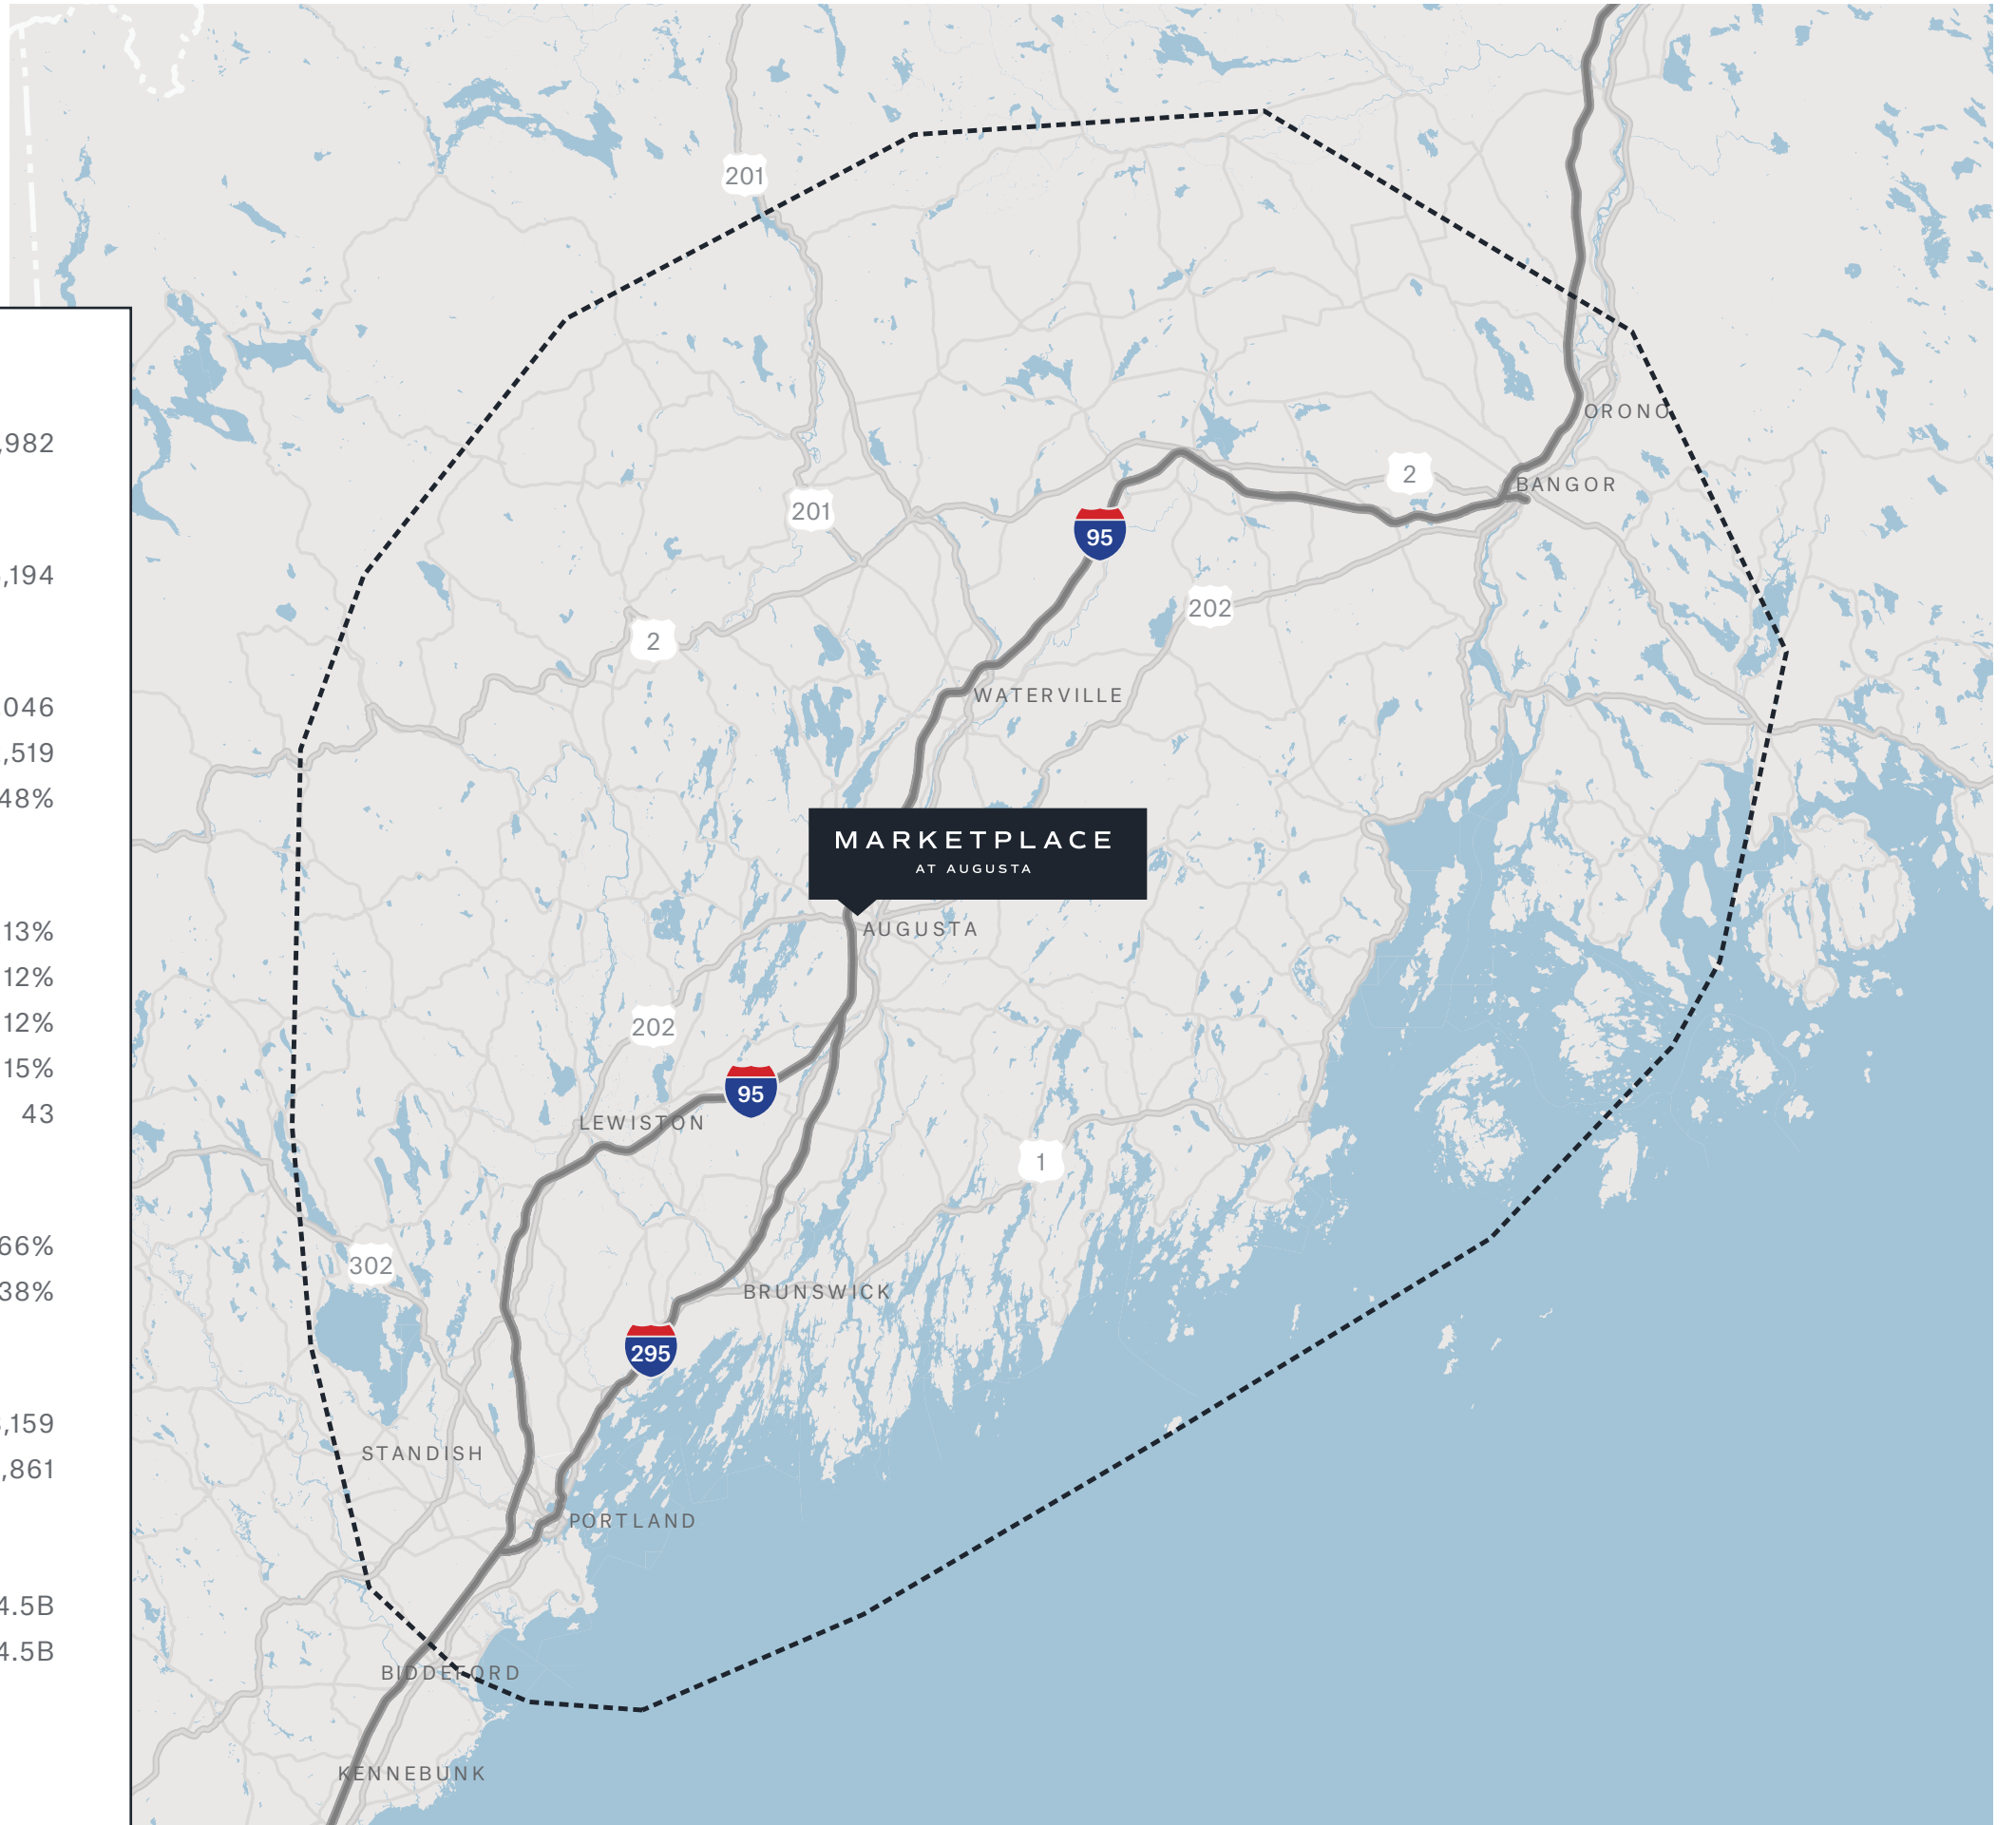 201
ORONO
,982
2
BANGOR
201
95
,194
202
2
WATERVILLE
046
,519
48%
MARKETPLACE
AT AUGUSTA
AUGUSTA
13%
12%
202
12%
15%
95
43
LEWISTON
1
66%
302
38%
BRUNSWICK
295
,159
STANDISH
,861
PORTLAND
4.5B
4.5B
BIDDEFORD
KENNEBUNK